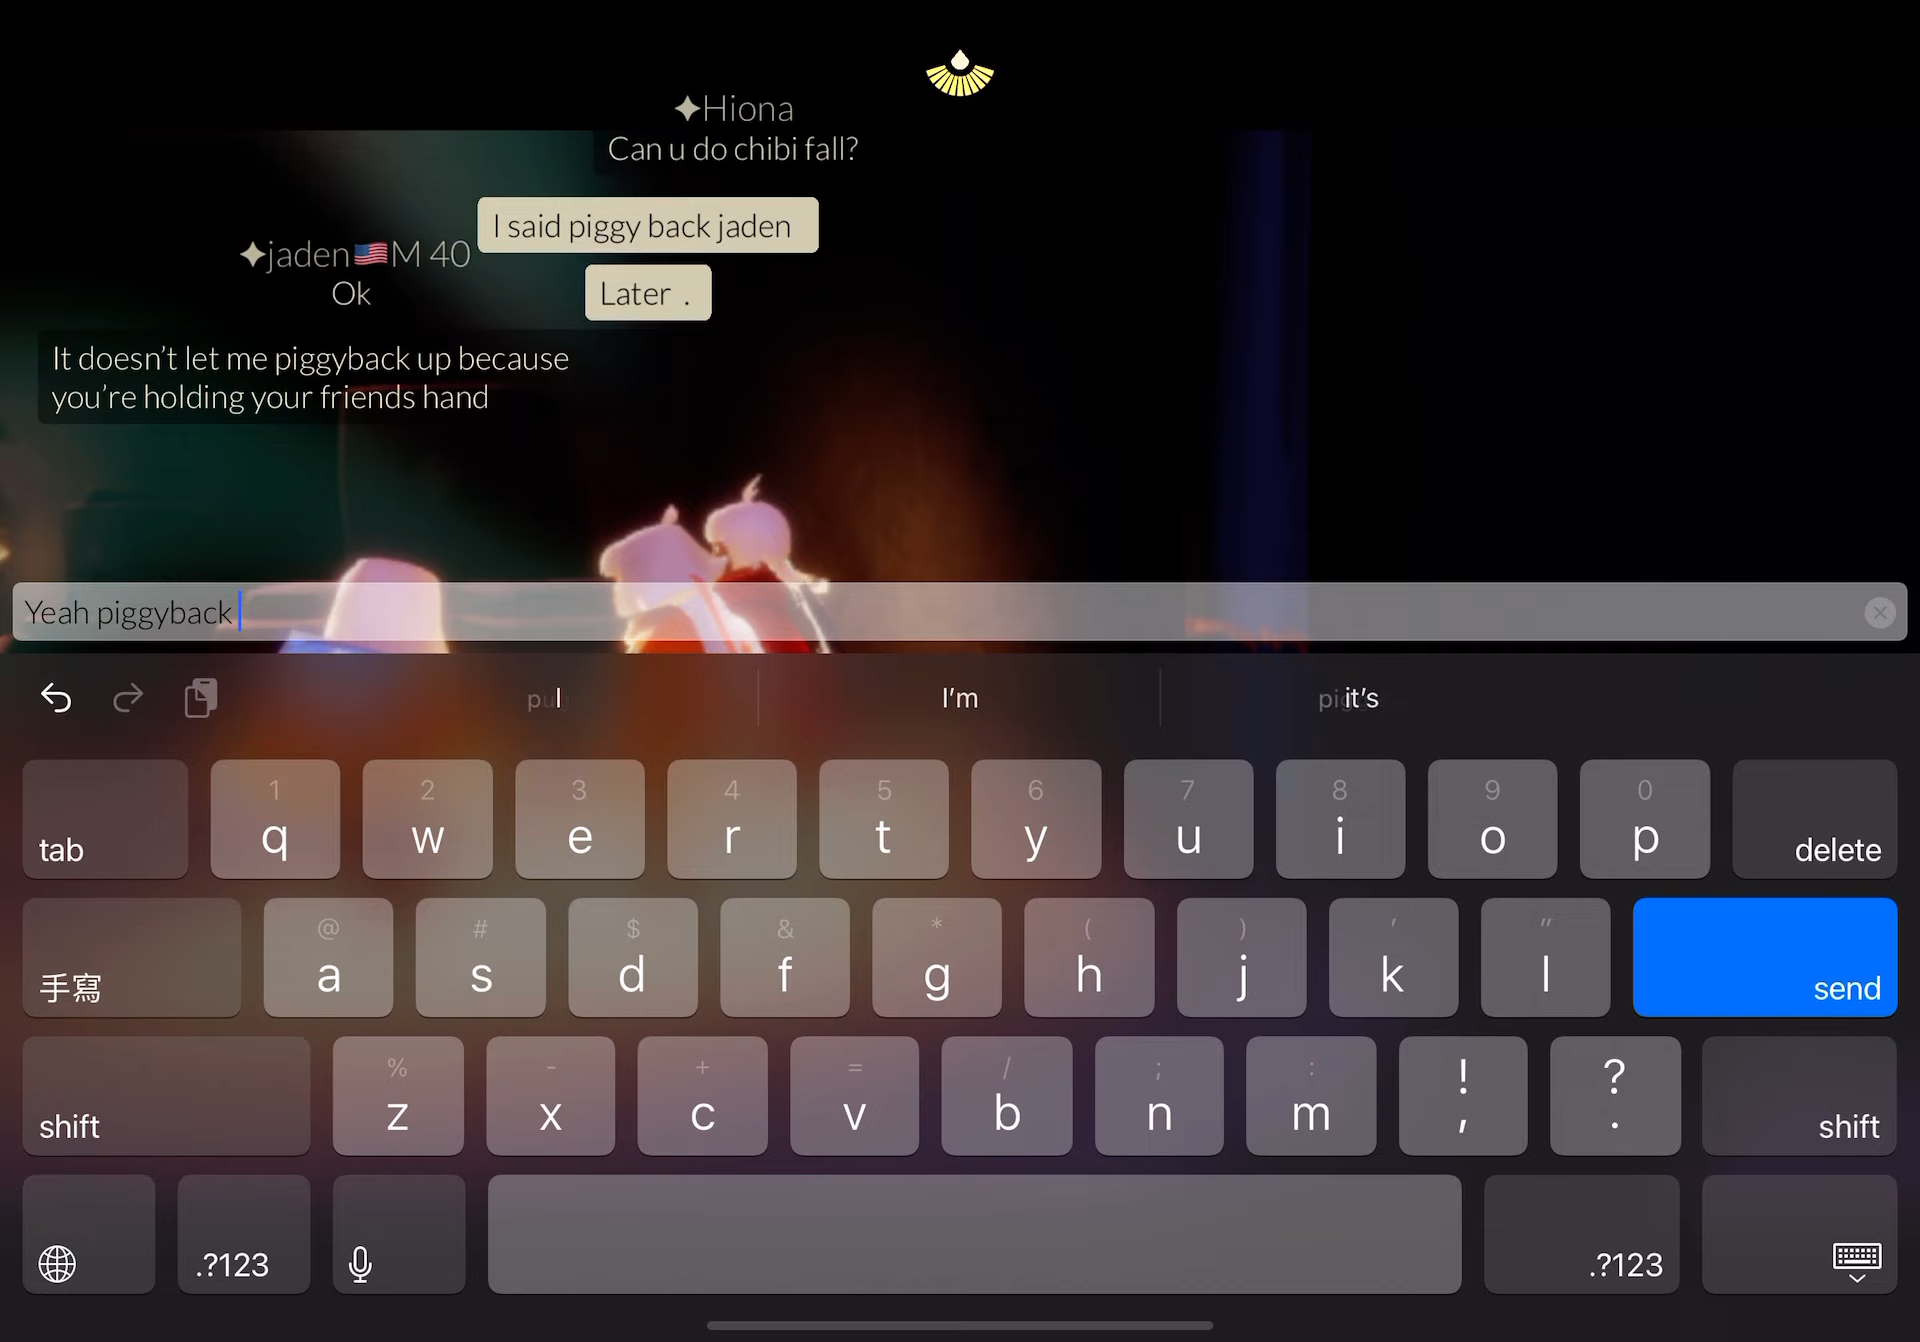 ✦Hiona
Can u do chibi fall?
I said piggy back jaden
✦jaden🇺🇸M 40
Ok
Later .
It doesn't let me piggyback up because
you're holding your friends hand
Yeah piggyback
I
I'm
it's
tab
1 2 3 4 5 6 7 8 9 0
q w e r t y u i o p
delete
手寫
@ # $ & * ( ) ' "
a s d f g h j k l
send
shift
% - + = / ; : ! ?
z x c v b n m , .
shift
.?123
.?123